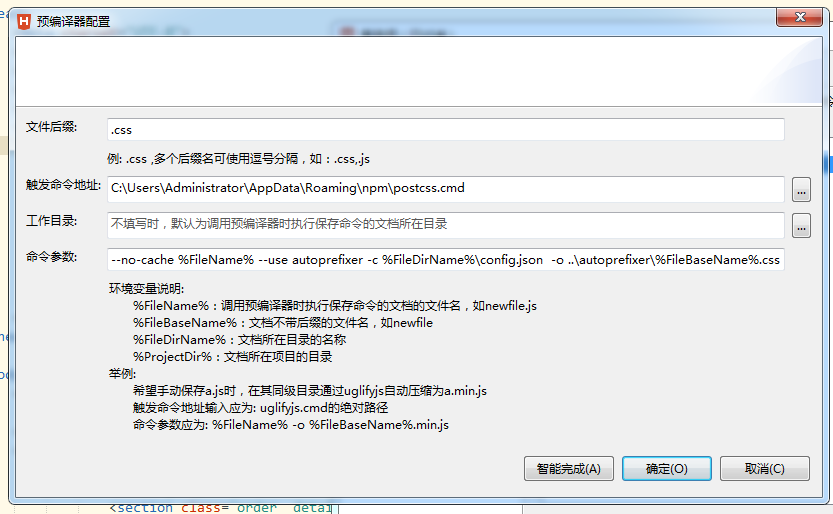 预编译器配置
文件后缀:
.css
例: .css ,多个后缀名可使用逗号分隔，如：.css,.js
触发命令地址:
C:\Users\Administrator\AppData\Roaming\npm\postcss.cmd
...
工作目录:
不填写时，默认为调用预编译器时执行保存命令的文档所在目录
...
命令参数:
--no-cache %FileName% --use autoprefixer -c %FileDirName%\config.json  -o ..\autoprefixer\%FileBaseName%.css
环境变量说明:
%FileName%：调用预编译器时执行保存命令的文档的文件名，如newfile.js
%FileBaseName%：文档不带后缀的文件名，如newfile
%FileDirName%：文档所在目录的名称
%ProjectDir%：文档所在项目的目录
举例:
希望手动保存a.js时，在其同级目录通过uglifyjs自动压缩为a.min.js
触发命令地址输入应为: uglifyjs.cmd的绝对路径
命令参数应为: %FileName% -o %FileBaseName%.min.js
智能完成(A)
确定(O)
取消(C)
<section class="order_detai